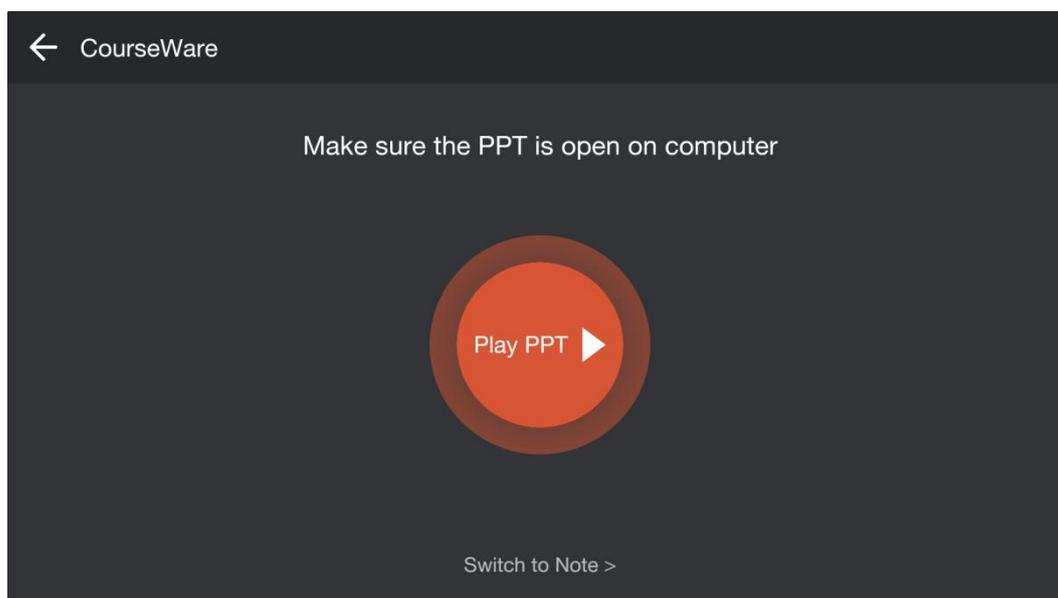 CourseWare
Make sure the PPT is open on computer
Play PPT
Switch to Note >